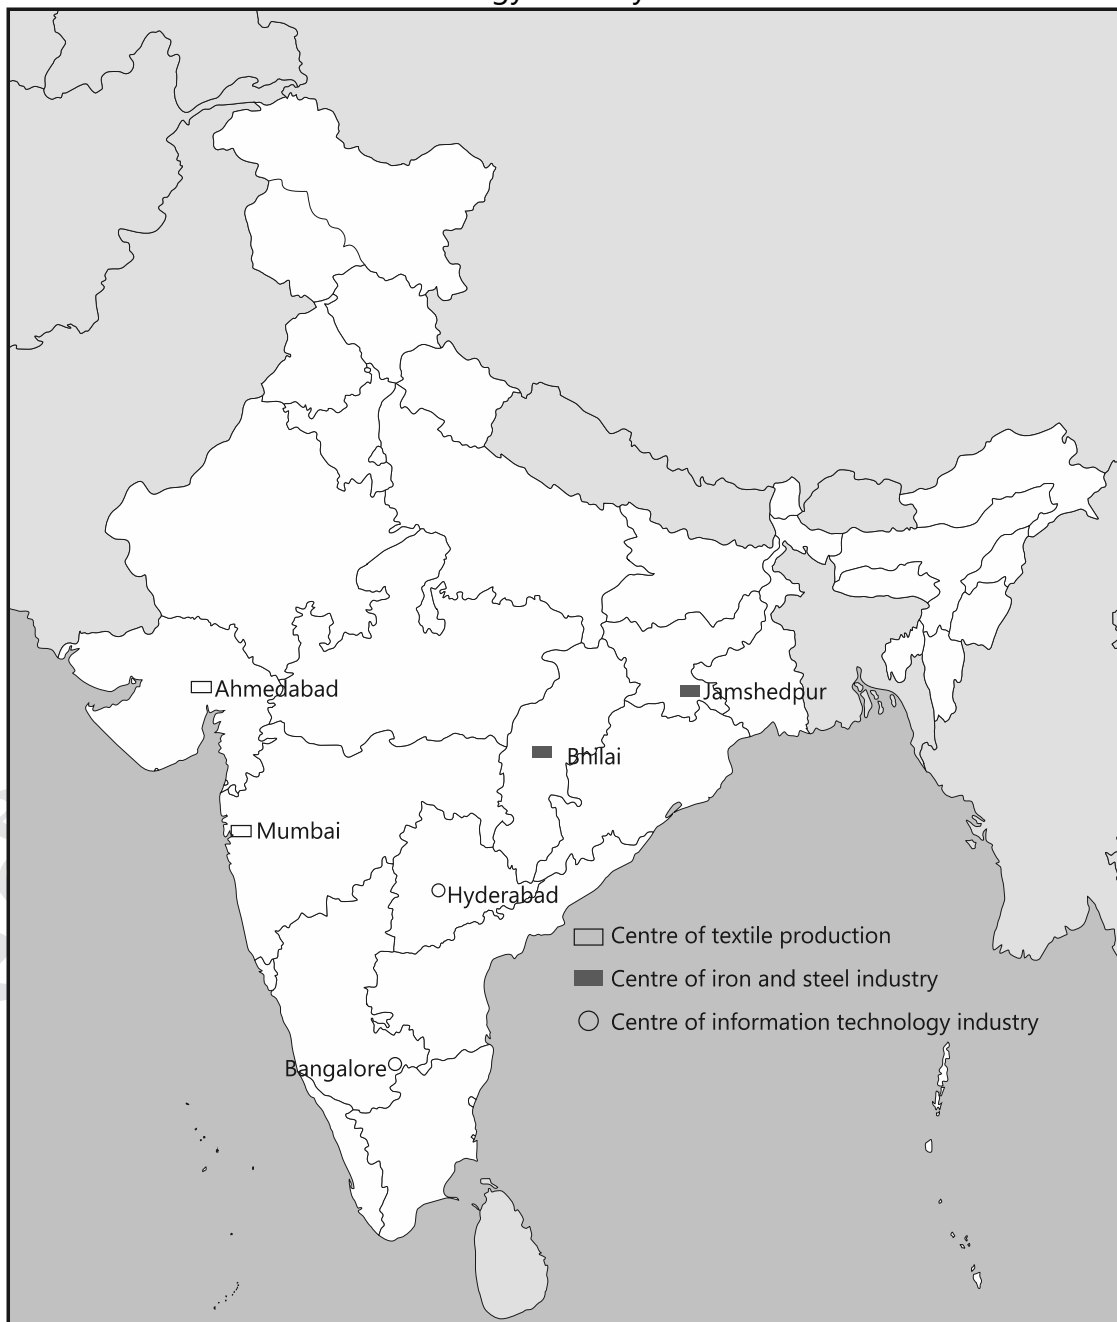 Ahmedabad
Jamshedpur
Bhilai
Mumbai
Hyderabad
Centre of textile production
Centre of iron and steel industry
Centre of information technology industry
Bangalore